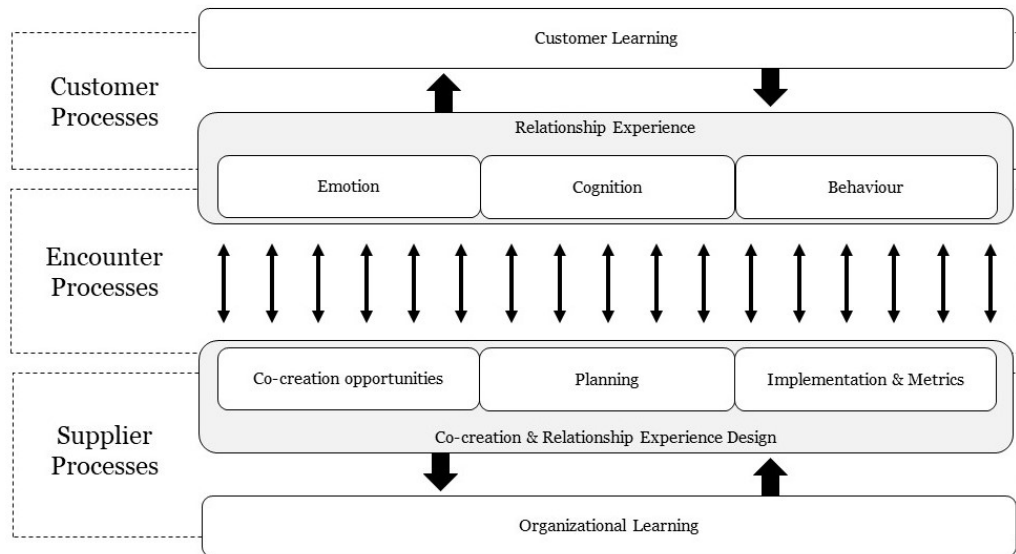 Customer Learning
Customer
Processes
Relationship Experience
Emotion
Cognition
Behaviour
Encounter
Processes
Co-creation opportunities
Planning
Implementation & Metrics
Supplier
Processes
Co-creation & Relationship Experience Design
Organizational Learning